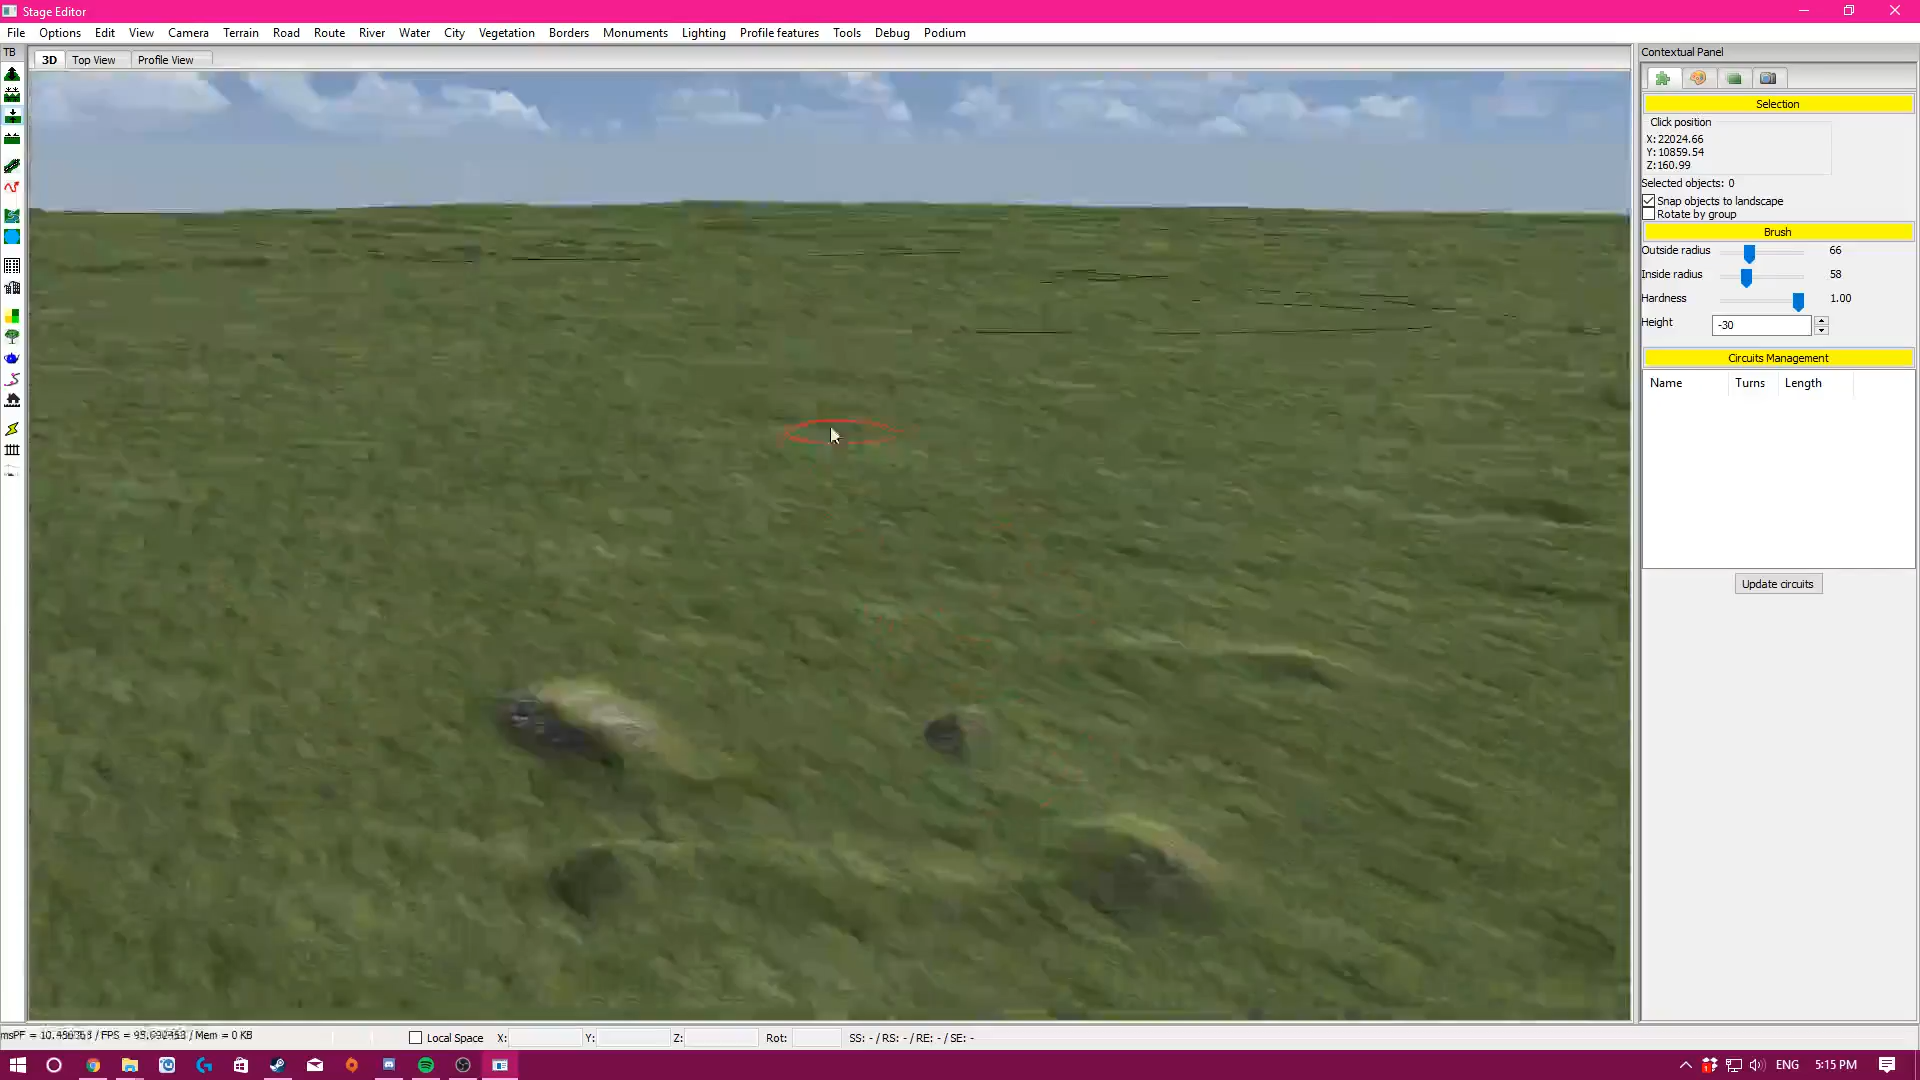 Stage Editor
File Options Edit View Camera Terrain Road Route River Water City Vegetation Borders Monuments Lighting Profile features Tools Debug Podium
TB
3D Top View Profile View
Contextual Panel
Selection
Click position
X:22024.66
Y:10859.54
Z:160.99
Selected objects: 0
Snap objects to landscape
Rotate by group
Brush
Outside radius 66
Inside radius 58
Hardness 1.00
Height -30
Circuits Management
Name Turns Length
Update circuits
/ Mem = 0 KB
Local Space X: Y: Z: Rot: SS: - / RS: - / RE: - / SE: -
ENG 5:15 PM